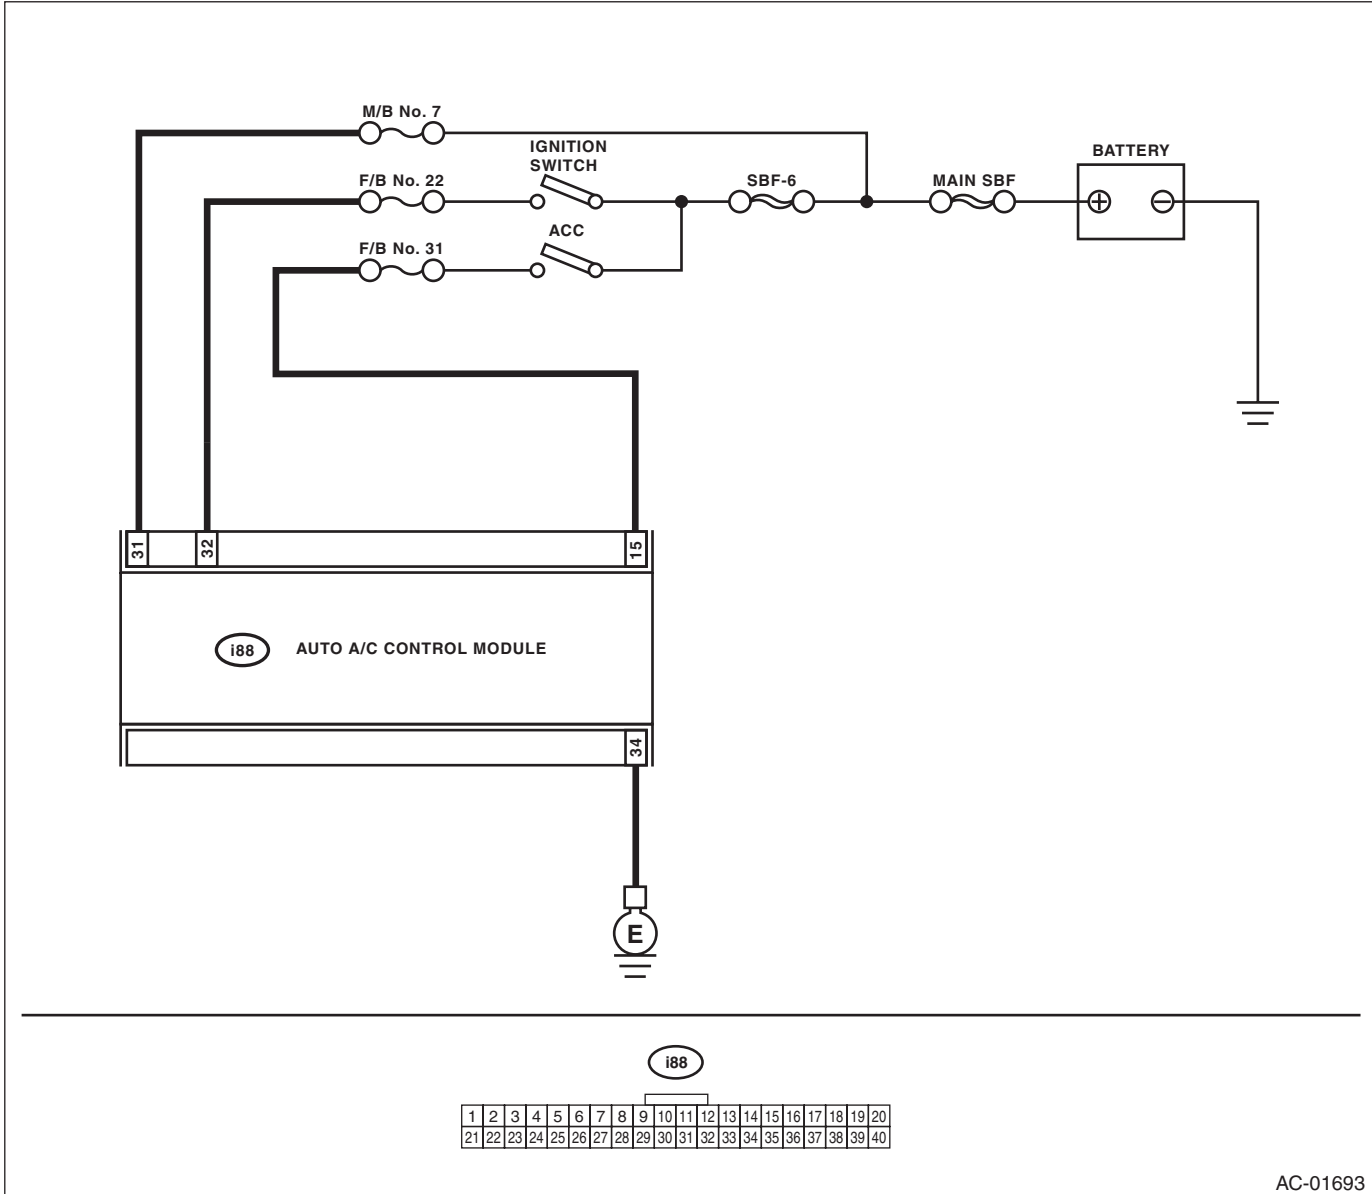 M/B No. 7
IGNITION
SWITCH
BATTERY
F/B No. 22
SBF-6
MAIN SBF
F/B No. 31
ACC
31
32
15
i88
AUTO A/C CONTROL MODULE
34
E
i88
1 2 3 4 5 6 7 8 9 10 11 12 13 14 15 16 17 18 19 20
21 22 23 24 25 26 27 28 29 30 31 32 33 34 35 36 37 38 39 40
AC-01693